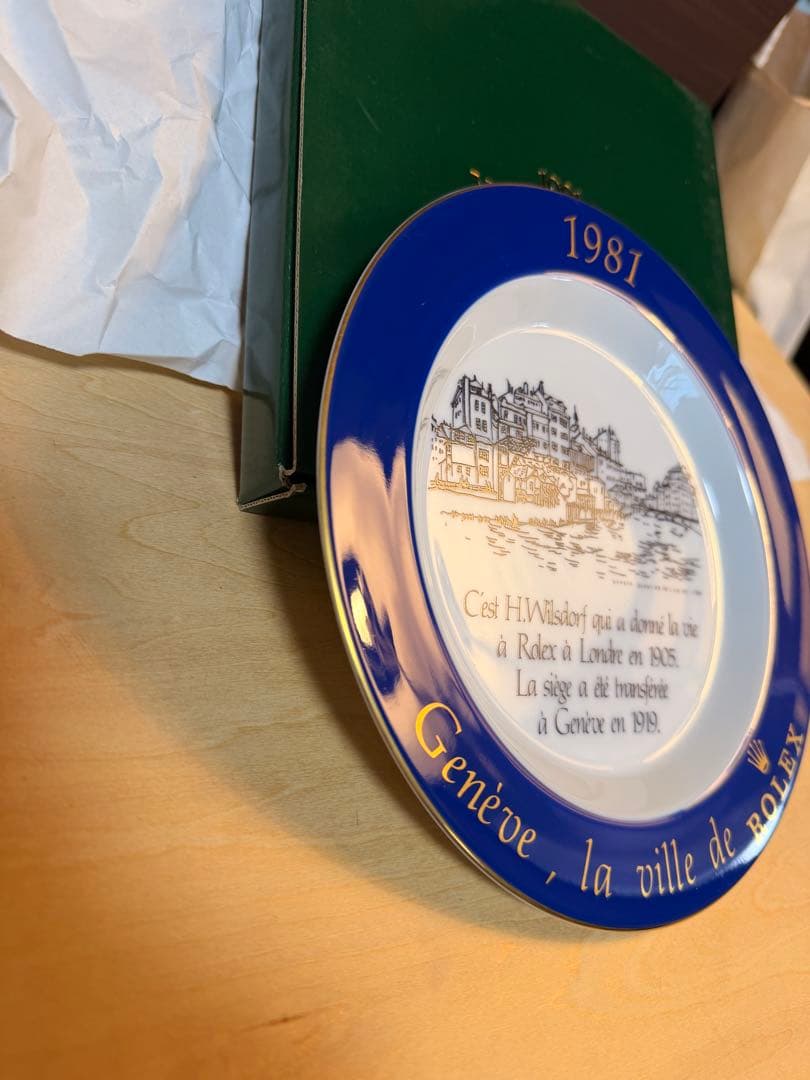 1981
C'est H.Wilsdorf qui a donné la vie
à Rolex à Londre en 1905.
La siège a été transférée
à Genève en 1919.
Genève, la ville de ROLEX